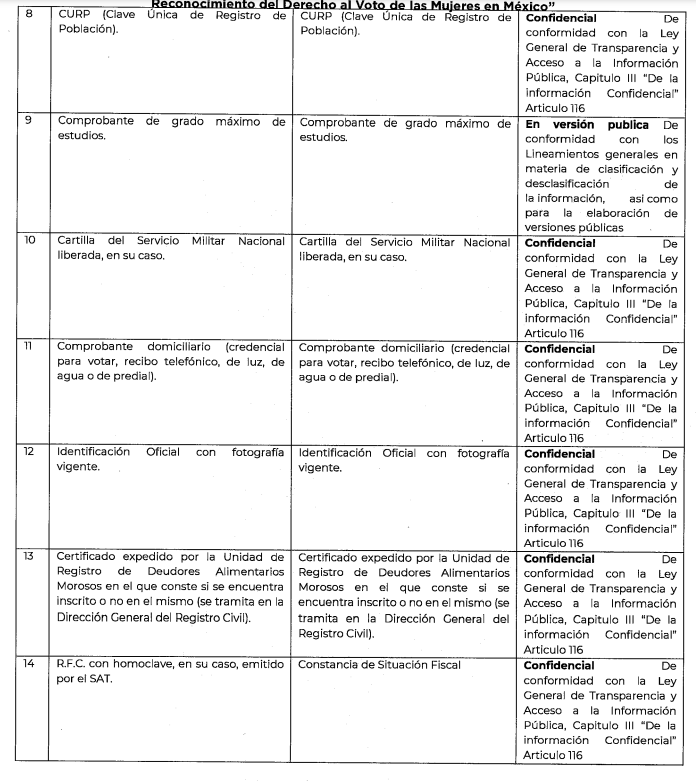 Reconocimiento del Derecho al Voto de las Mujeres en México"
8
CURP (Clave Única de Registro de
Población).
CURP (Clave Única de Registro de
Población).
Confidencial De
conformidad con la Ley
General de Transparencia y
Acceso a la Información
Pública, Capitulo III "De la
información Confidencial"
Articulo 116
9
Comprobante de grado máximo de
estudios.
Comprobante de grado máximo de
estudios.
En versión publica De
conformidad con los
Lineamientos generales en
materia de clasificación y
desclasificación de
la información, asi como
para la elaboración de
versiones públicas
10
Cartilla del Servicio Militar Nacional
liberada, en su caso.
Cartilla del Servicio Militar Nacional
liberada, en su caso.
Confidencial De
conformidad con la Ley
General de Transparencia y
Acceso a la Información
Pública, Capitulo III "De la
información Confidencial"
Articulo 116
11
Comprobante domiciliario (credencial
para votar, recibo telefónico, de luz, de
agua o de predial).
Comprobante domiciliario (credencial
para votar, recibo telefónico, de luz, de
agua o de predial).
Confidencial De
conformidad con la Ley
General de Transparencia y
Acceso a la Información
Pública, Capitulo III "De la
información Confidencial"
Articulo 116
12
Identificación Oficial con fotografía
vigente.
Identificación Oficial con fotografía
vigente.
Confidencial De
conformidad con la Ley
General de Transparencia y
Acceso a la Información
Pública, Capitulo III "De la
información Confidencial"
Articulo 116
13
Certificado expedido por la Unidad de
Registro de Deudores Alimentarios
Morosos en el que conste si se encuentra
inscrito o no en el mismo (se tramita en la
Dirección General del Registro Civil).
Certificado expedido por la Unidad de
Registro de Deudores Alimentarios
Morosos en el que conste si se
encuentra inscrito o no en el mismo (se
tramita en la Dirección General del
Registro Civil).
Confidencial De
conformidad con la Ley
General de Transparencia y
Acceso a la Información
Pública, Capitulo III "De la
información Confidencial"
Articulo 116
14
R.F.C. con homoclave, en su caso, emitido
por el SAT.
Constancia de Situación Fiscal
Confidencial De
conformidad con la Ley
General de Transparencia y
Acceso a la Información
Pública, Capitulo III "De la
información Confidencial"
Articulo 116